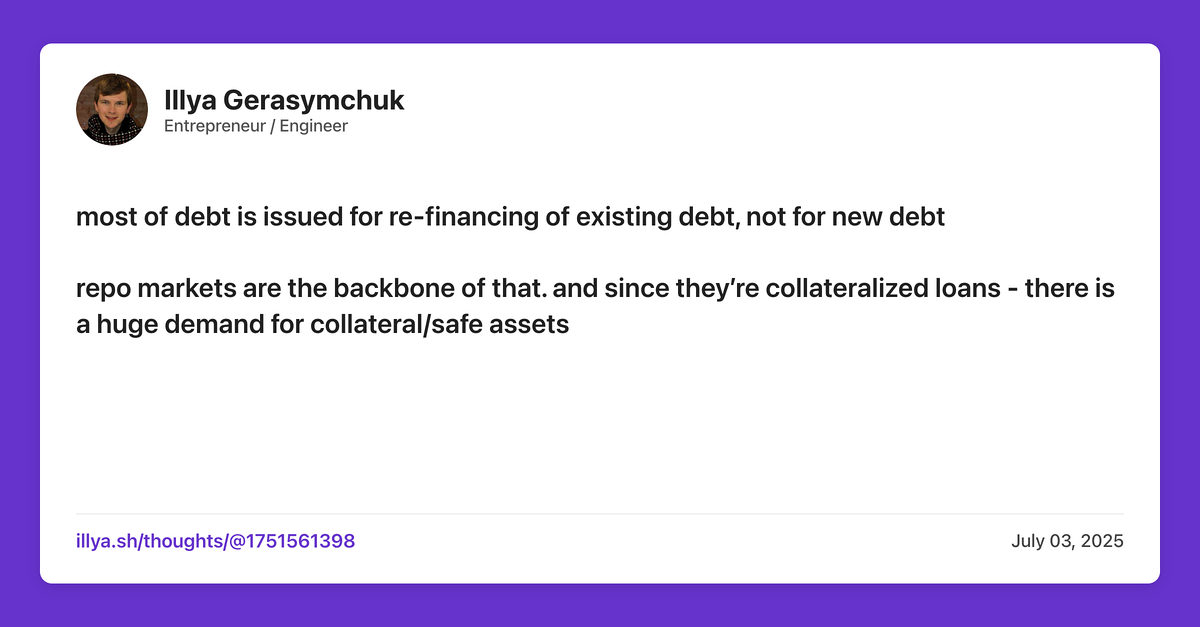 Illya Gerasymchuk
Entrepreneur / Engineer
most of debt is issued for re-financing of existing debt, not for new debt
repo markets are the backbone of that. and since they’re collateralized loans - there is
a huge demand for collateral/safe assets
illya.sh/thoughts/@1751561398
July 03, 2025